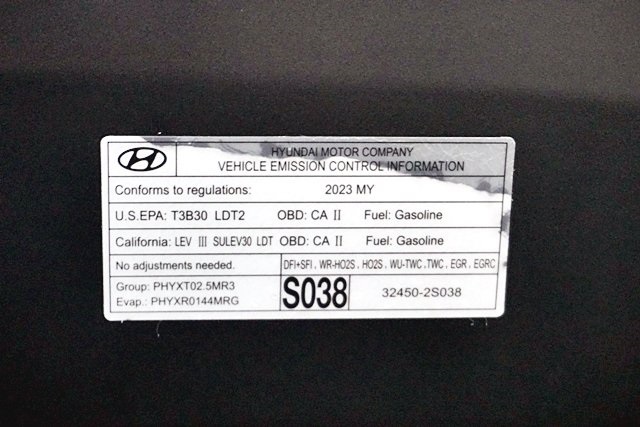 HYUNDAI MOTOR COMPANY
VEHICLE EMISSION CONTROL INFORMATION
Conforms to regulations: 2023 MY
U.S.EPA: T3B30 LDT2 OBD: CA II Fuel: Gasoline
California: LEV III SULEV30 LDT OBD: CA II Fuel: Gasoline
No adjustments needed. DFI+SFI, WR-HO2S, HO2S, WU-TWC, TWC, EGR, EGRC
Group: PHYXT02.5MR3
Evap.: PHYXR0144MRG
S038
32450-2S038